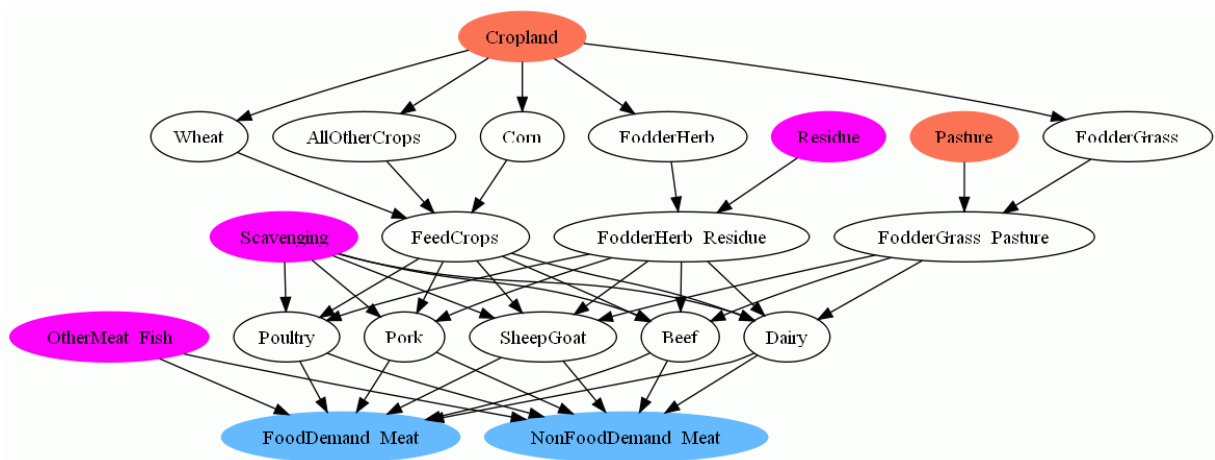 Cropland
Wheat
AllOtherCrops
Corn
FodderHerb
Residue
Pasture
FodderGrass
Scavenging
FeedCrops
FodderHerb Residue
FodderGrass Pasture
OtherMeat Fish
Poultry
Pork
SheepGoat
Beef
Dairy
FoodDemand Meat
NonFoodDemand Meat